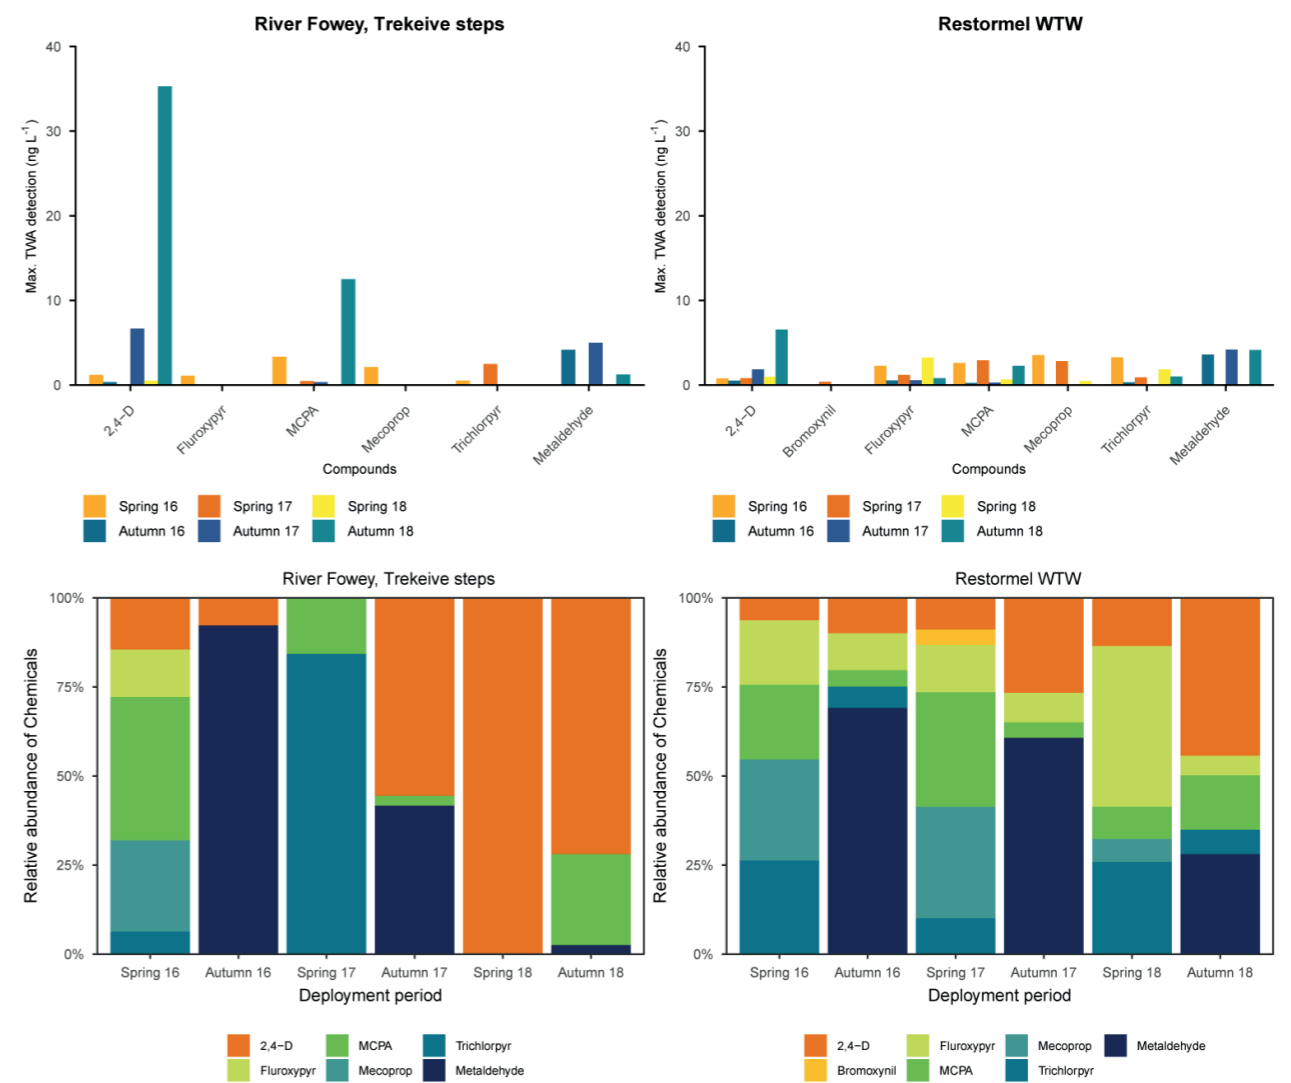 River Fowey, Trekeive steps
Max. TWA detection (ng L⁻¹)
40
30
20
10
0
2,4−D
Fluroxypyr
MCPA
Mecoprop
Trichlorpyr
Metaldehyde
Compounds
Spring 16 Spring 17 Spring 18
Autumn 16 Autumn 17 Autumn 18
Restormel WTW
Max. TWA detection (ng L⁻¹)
40
30
20
10
0
2,4−D
Bromoxynil
Fluroxypyr
MCPA
Mecoprop
Trichlorpyr
Metaldehyde
Compounds
Spring 16 Spring 17 Spring 18
Autumn 16 Autumn 17 Autumn 18
River Fowey, Trekeive steps
Relative abundance of Chemicals
100%
75%
50%
25%
0%
Spring 16 Autumn 16 Spring 17 Autumn 17 Spring 18 Autumn 18
Deployment period
2,4−D MCPA Trichlorpyr
Fluroxypyr Mecoprop Metaldehyde
Restormel WTW
Relative abundance of Chemicals
100%
75%
50%
25%
0%
Spring 16 Autumn 16 Spring 17 Autumn 17 Spring 18 Autumn 18
Deployment period
2,4−D Fluroxypyr Mecoprop Metaldehyde
Bromoxynil MCPA Trichlorpyr